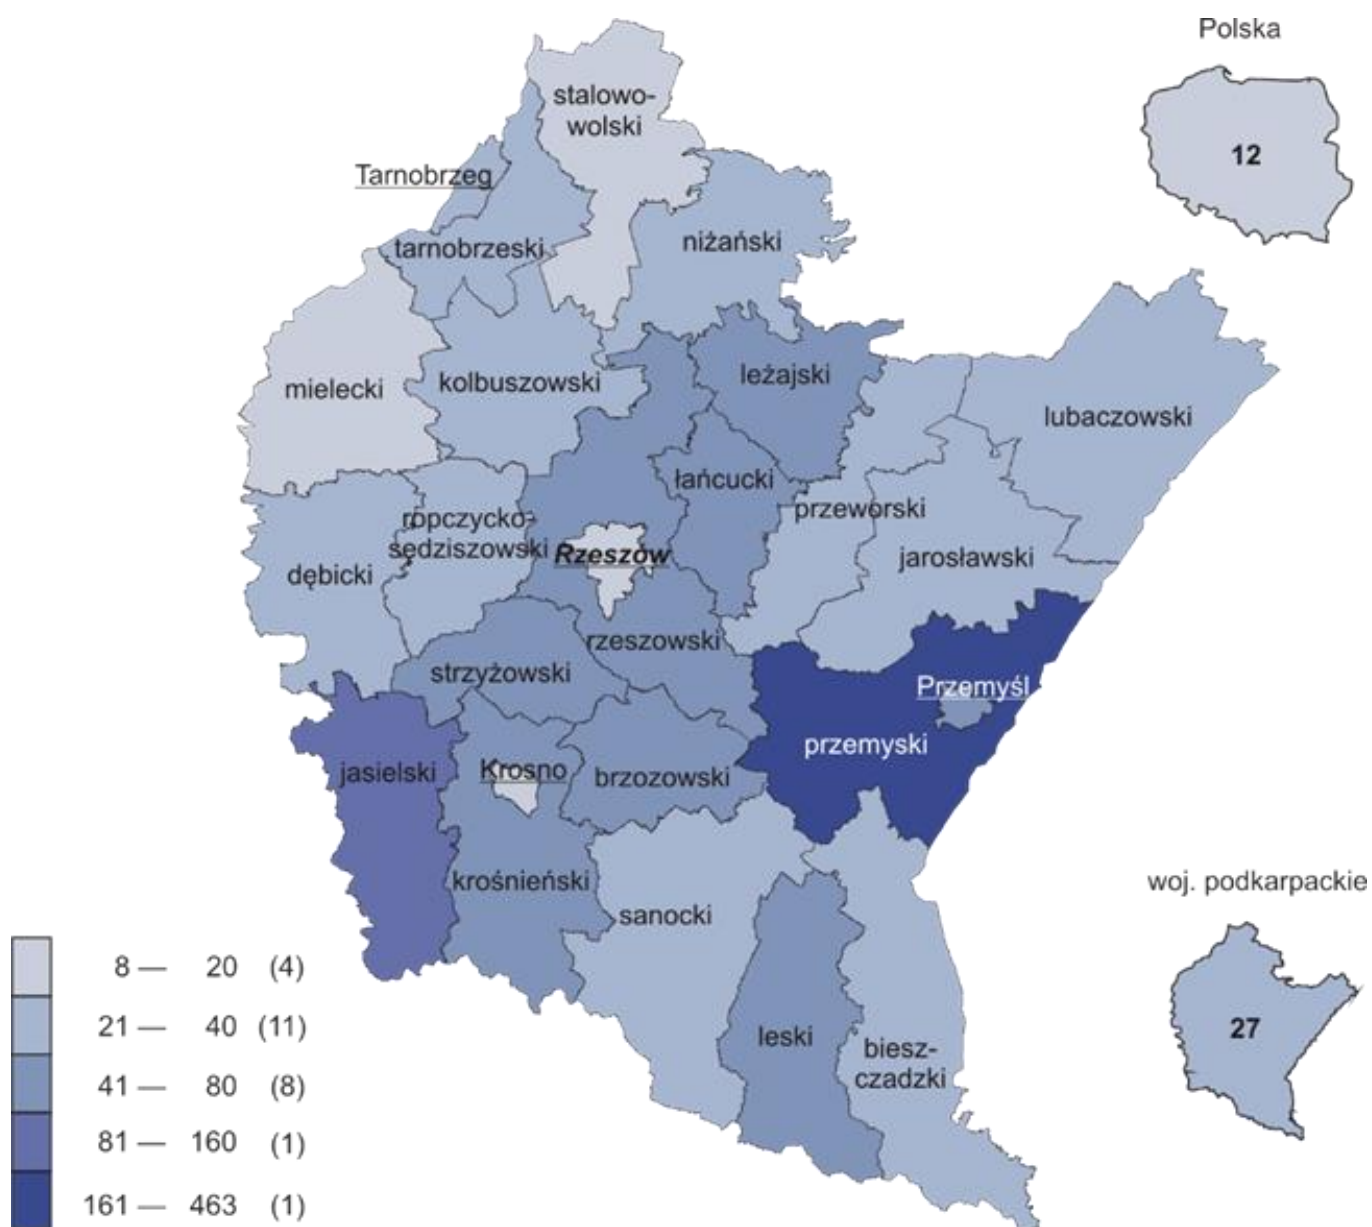 Polska
12
stalowo-
wolski
Tarnobrzeg
tarnobrzeski
niżański
mielecki
kolbuszowski
leżajski
lubaczowski
łańcucki
przeworski
ropczycko-
sędziszowski
Rzeszów
jarosławski
dębicki
rzeszowski
strzyżowski
Przemyśl
przemyski
jasielski
Krosno
brzozowski
krośnieński
sanocki
leski
biesz-
czadzki
woj. podkarpackie
27
8 — 20 (4)
21 — 40 (11)
41 — 80 (8)
81 — 160 (1)
161 — 463 (1)